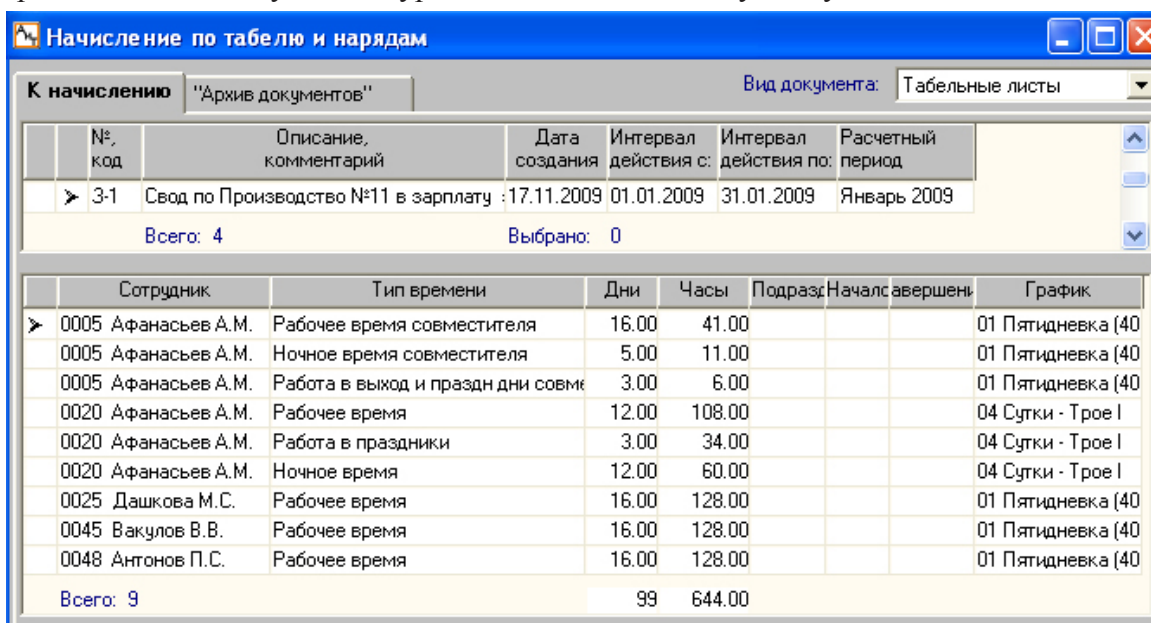 Начисление по табелю и нарядам
К начислению "Архив документов" Вид документа: Табельные листы
№, Описание, Дата Интервал Интервал Расчетный
код комментарий создания действия с: действия по: период
3-1 Свод по Производство №11 в зарплату : 17.11.2009 01.01.2009 31.01.2009 Январь 2009
Всего: 4 Выбрано: 0
Сотрудник Тип времени Дни Часы Подразд Начало авершень График
0005 Афанасьев А.М. Рабочее время совместителя 16.00 41.00 01 Пятидневка (40
0005 Афанасьев А.М. Ночное время совместителя 5.00 11.00 01 Пятидневка (40
0005 Афанасьев А.М. Работа в выход и праздн дни совме 3.00 6.00 01 Пятидневка (40
0020 Афанасьев А.М. Рабочее время 12.00 108.00 04 Сутки - Трое I
0020 Афанасьев А.М. Работа в праздники 3.00 34.00 04 Сутки - Трое I
0020 Афанасьев А.М. Ночное время 12.00 60.00 04 Сутки - Трое I
0025 Дашкова М.С. Рабочее время 16.00 128.00 01 Пятидневка (40
0045 Вакулов В.В. Рабочее время 16.00 128.00 01 Пятидневка (40
0048 Антонов П.С. Рабочее время 16.00 128.00 01 Пятидневка (40
Всего: 9 99 644.00